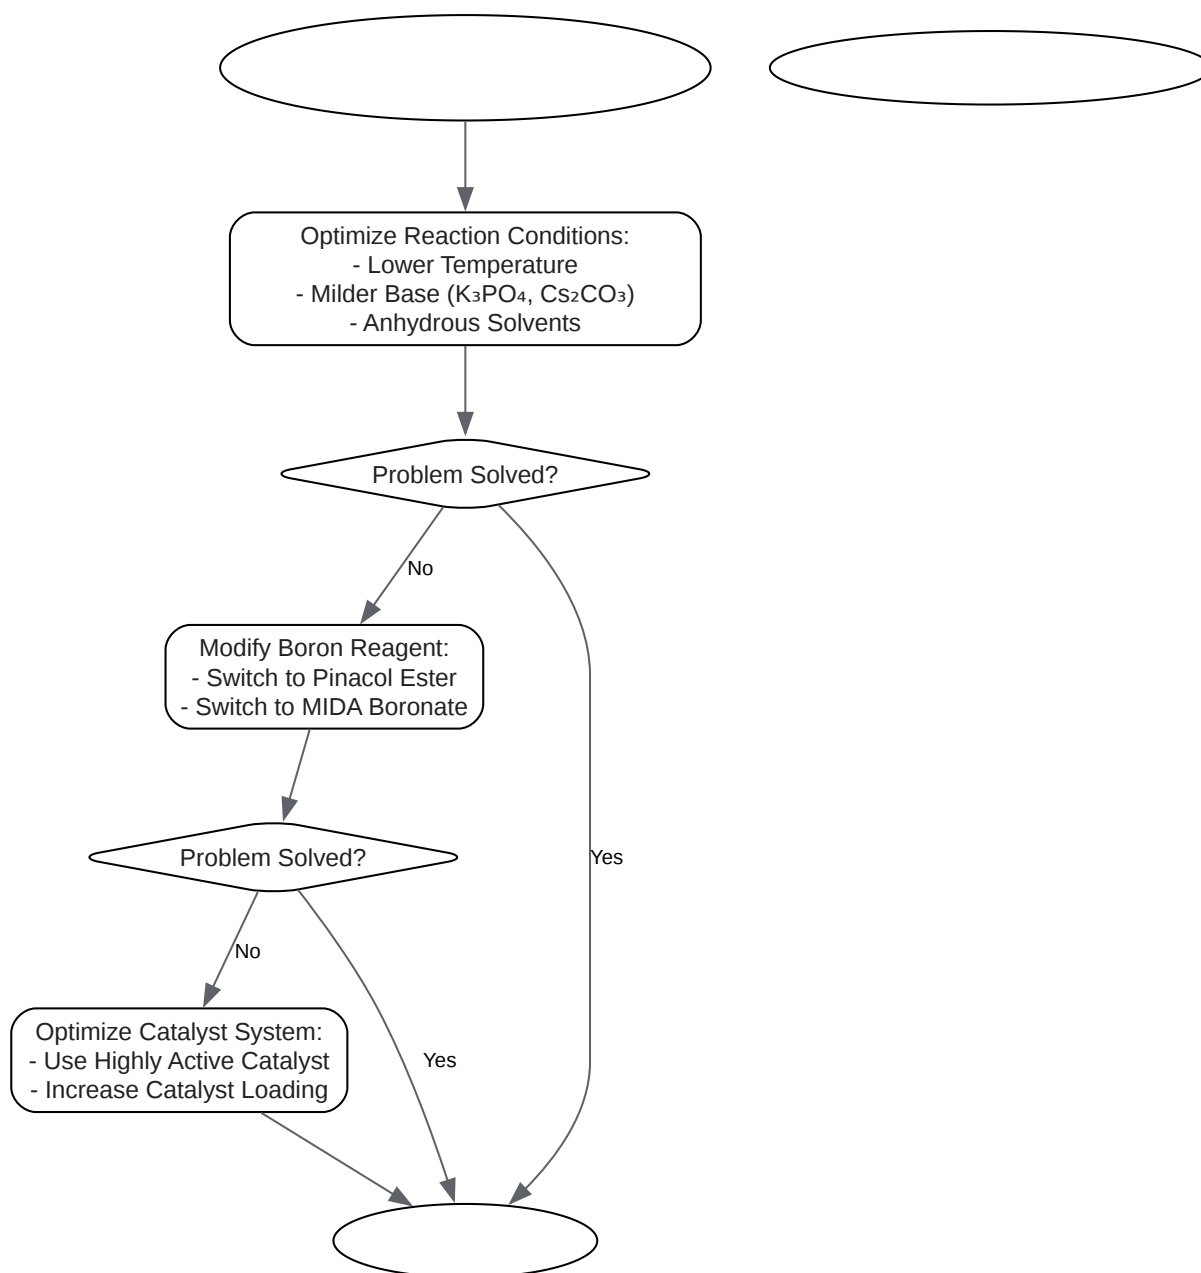 Optimize Reaction Conditions:
- Lower Temperature
- Milder Base (K₃PO₄, Cs₂CO₃)
- Anhydrous Solvents
Problem Solved?
No
Modify Boron Reagent:
- Switch to Pinacol Ester
- Switch to MIDA Boronate
Problem Solved?
Yes
No
Optimize Catalyst System:
- Use Highly Active Catalyst
- Increase Catalyst Loading
Yes